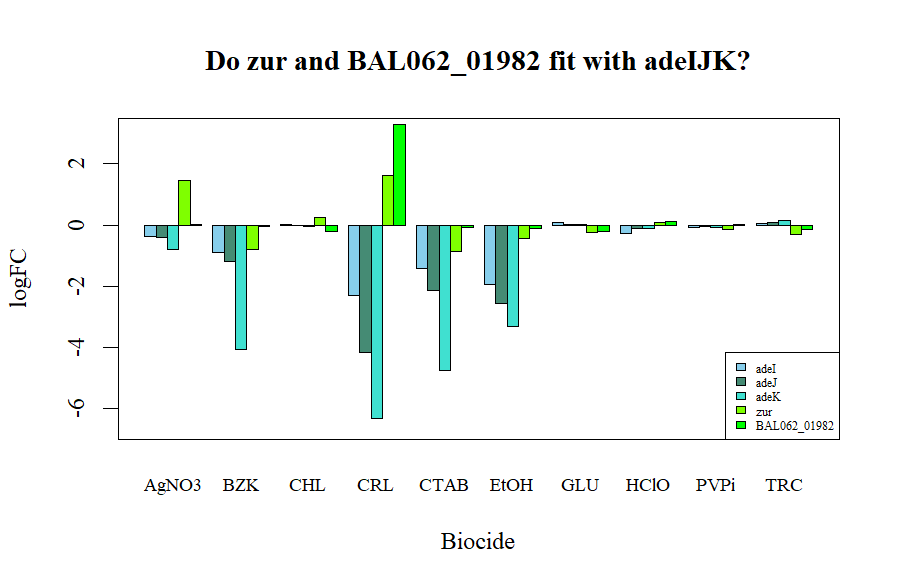 Do zur and BAL062_01982 fit with adeIJK?
logFC
2
0
-2
-4
-6
adeI
adeJ
adeK
zur
BAL062_01982
AgNO3 BZK CHL CRL CTAB EtOH GLU HClO PVPi TRC
Biocide